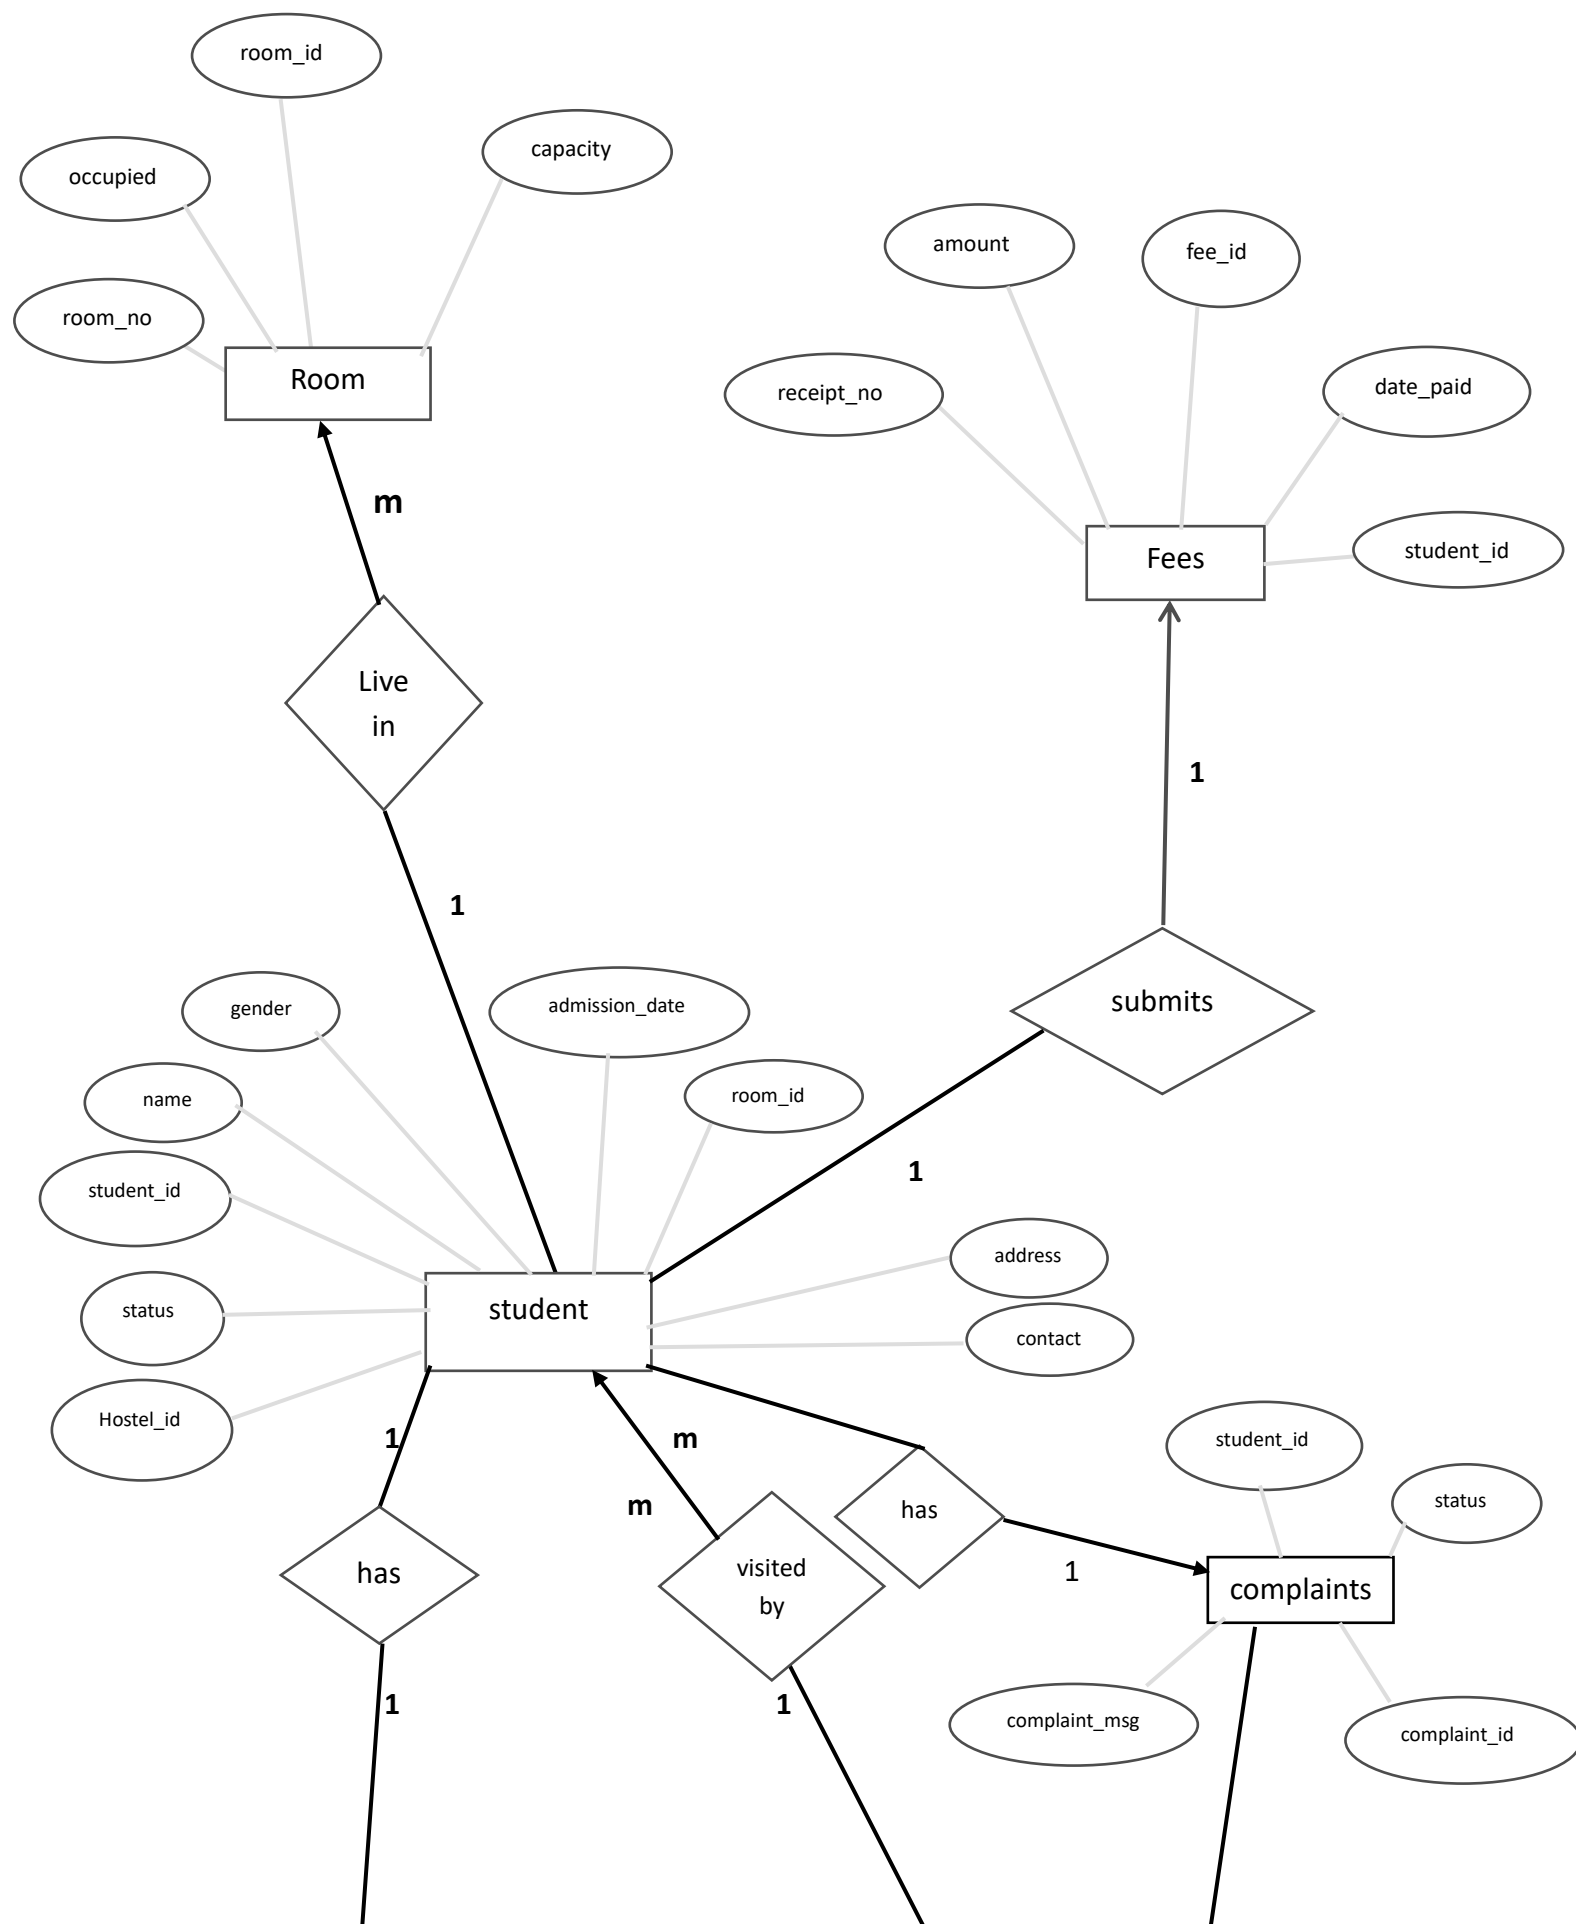 room_id
capacity
occupied
room_no
Room
amount
fee_id
receipt_no
date_paid
Fees
student_id
m
Live
in
1
1
submits
gender
admission_date
name
room_id
student_id
1
address
status
student
contact
Hostel_id
1
m
student_id
m
has
status
has
visited
by
1
complaints
1
1
complaint_msg
complaint_id